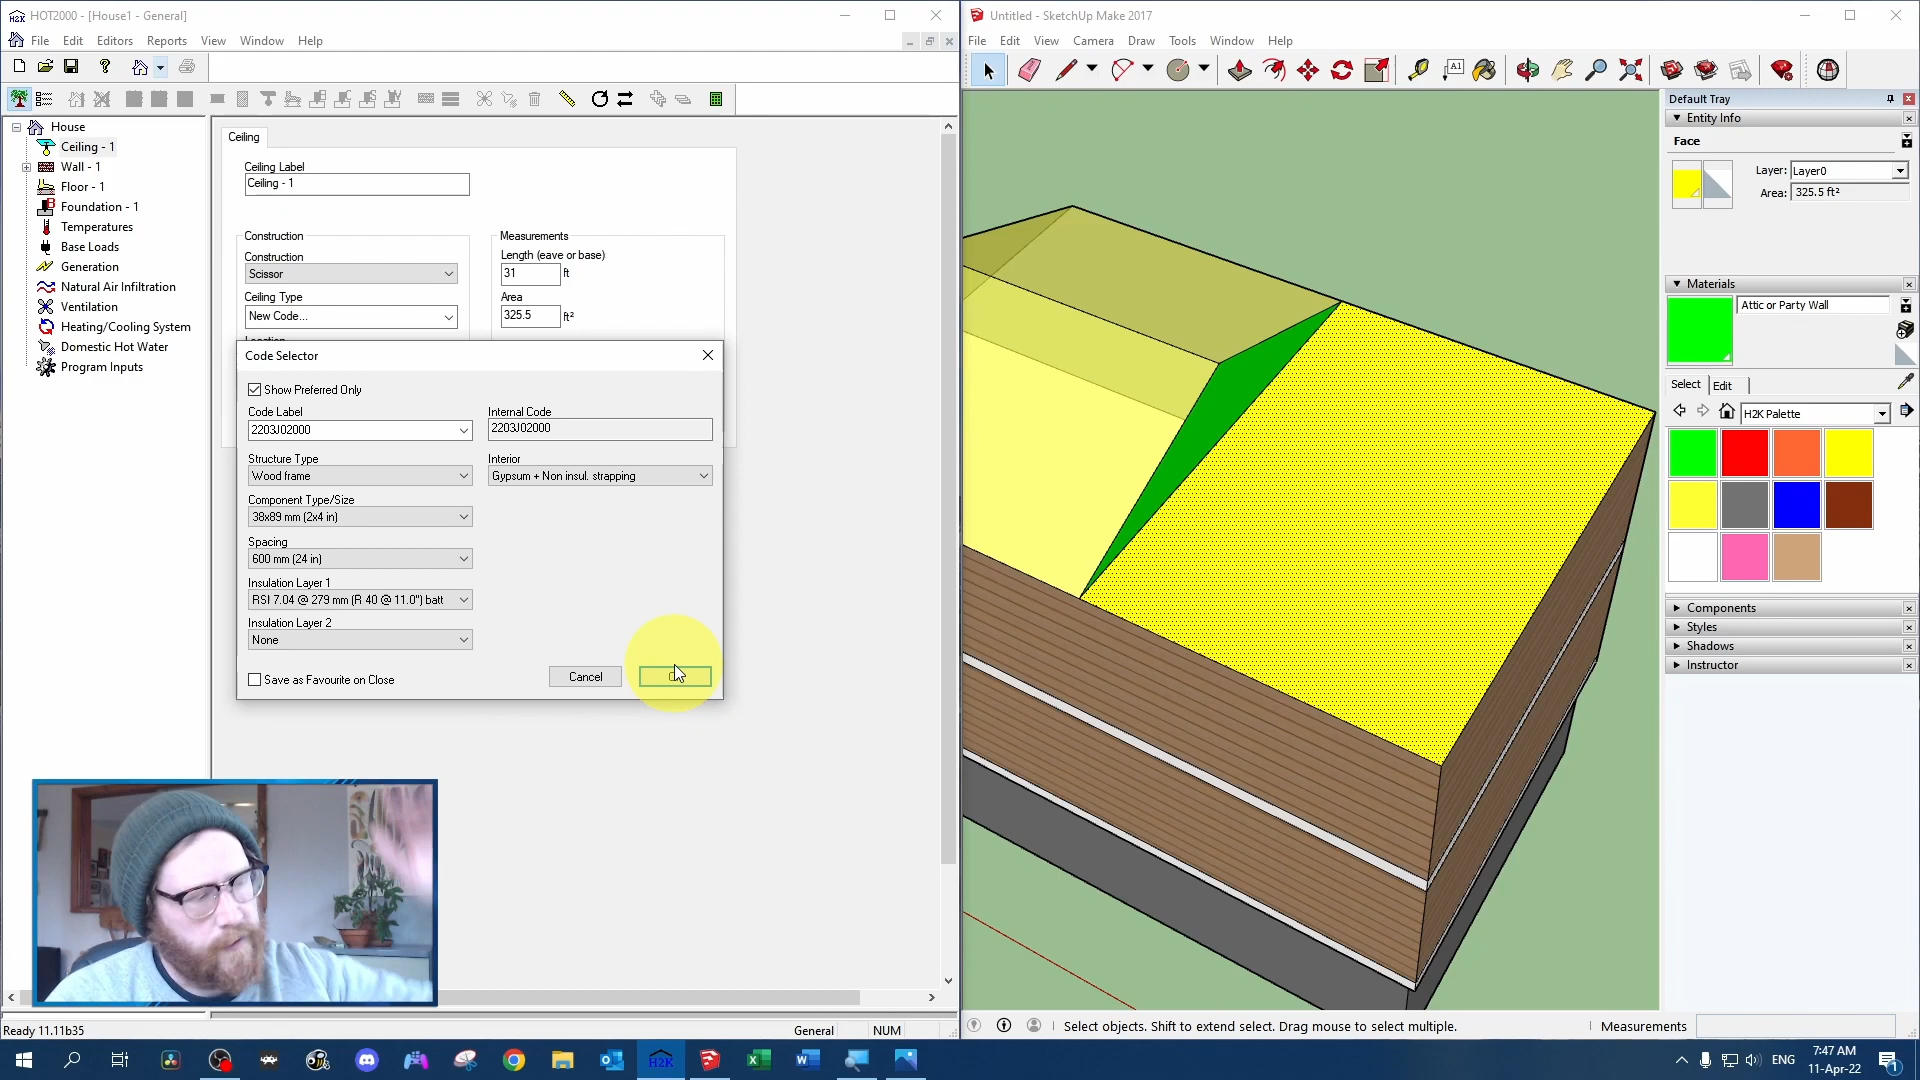 HOT2000 - [House1 - General]
File Edit Editors Reports View Window Help
House
Ceiling - 1
Wall - 1
Floor - 1
Foundation - 1
Temperatures
Base Loads
Generation
Natural Air Infiltration
Ventilation
Heating/Cooling System
Domestic Hot Water
Program Inputs
Ceiling
Ceiling Label
Ceiling - 1
Construction
Construction
Scissor
Ceiling Type
New Code...
Measurements
Length (eave or base)
31 ft
Area
325.5 ft²
Code Selector
Show Preferred Only
Code Label
2203J02000
Internal Code
2203J02000
Structure Type
Wood frame
Interior
Gypsum + Non insul. strapping
Component Type/Size
38x89 mm (2x4 in)
Spacing
600 mm (24 in)
Insulation Layer 1
RSI 7.04 @ 279 mm (R 40 @ 11.0") batt
Insulation Layer 2
None
Save as Favourite on Close
Cancel
Ready 11.11b35
General NUM
Untitled - SketchUp Make 2017
File Edit View Camera Draw Tools Window Help
A1
Default Tray
Entity Info
Face
Layer: Layer0
Area: 325.5 ft²
Materials
Attic or Party Wall
Select Edit
H2K Palette
Components
Styles
Shadows
Instructor
Select objects. Shift to extend select. Drag mouse to select multiple.
Measurements
H2K
ENG
7:47 AM
11-Apr-22
1